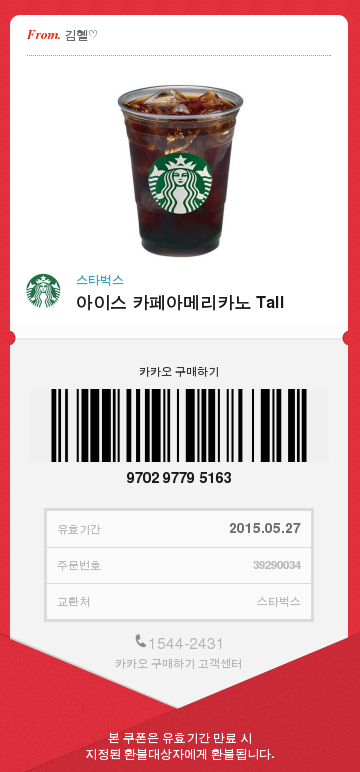 From. 김혤♡
스타벅스
아이스 카페아메리카노 Tall
카카오 구매하기
9702 9779 5163
유효기간 2015.05.27
주문번호 39290034
교환처 스타벅스
1544-2431
카카오 구매하기 고객센터
본 쿠폰은 유효기간 만료 시
지정된 환불대상자에게 환불됩니다.